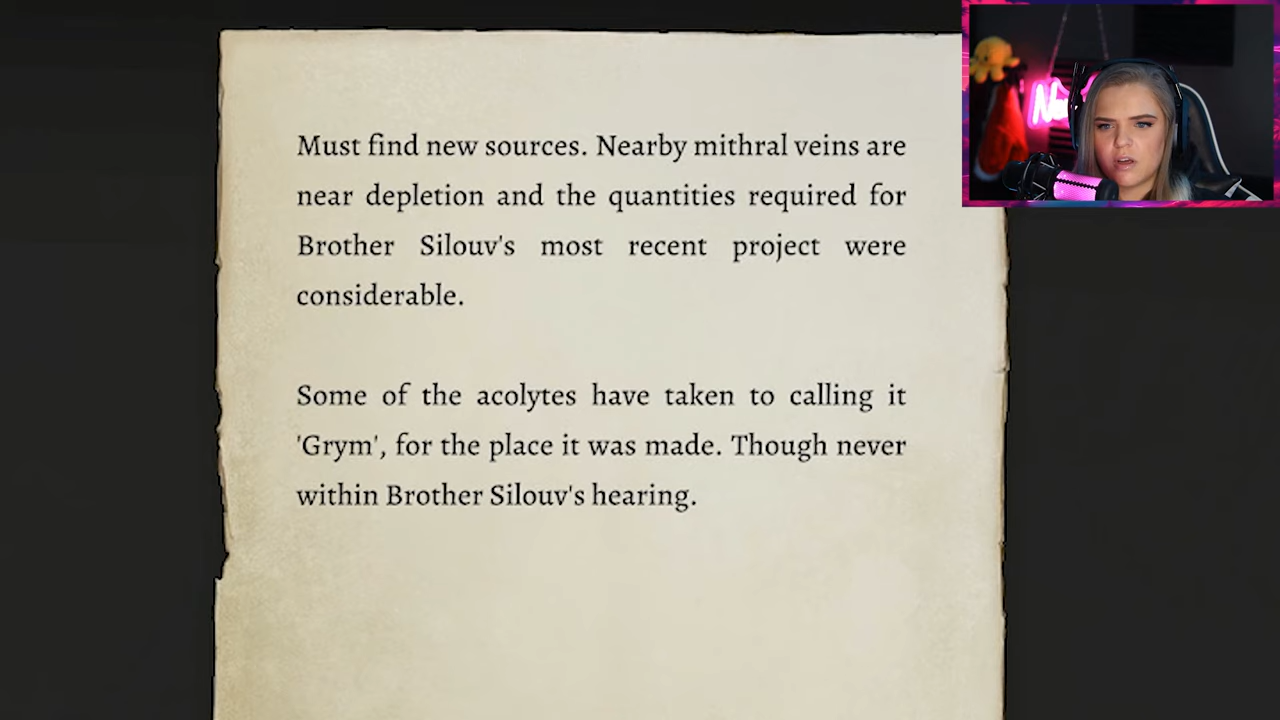 Must find new sources. Nearby mithral veins are
near depletion and the quantities required for
Brother Silouv's most recent project were
considerable.
Some of the acolytes have taken to calling it
'Grym', for the place it was made. Though never
within Brother Silouv's hearing.